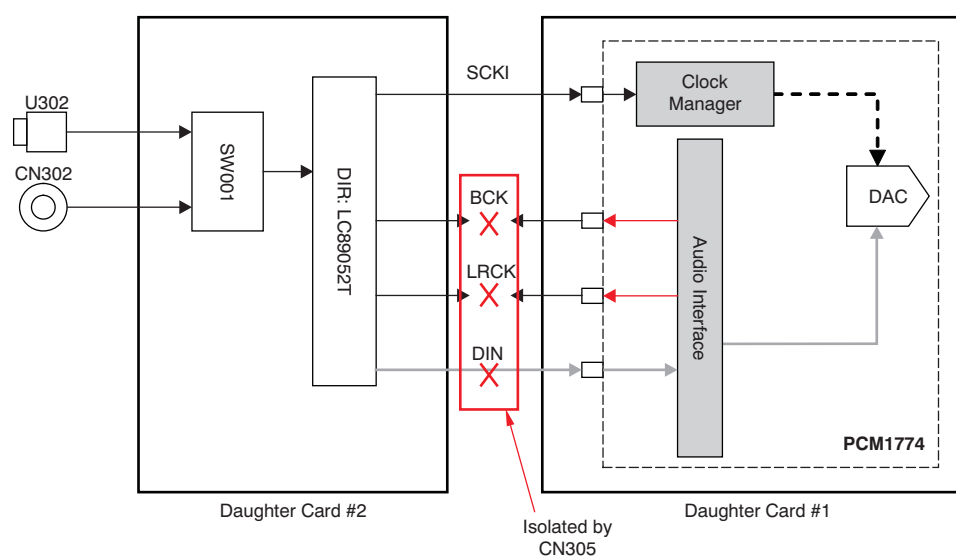 U302
CN302
SW001
DIR: LC89052T
SCKI
BCK
LRCK
DIN
Clock
Manager
Audio Interface
DAC
PCM1774
Daughter Card #2
Isolated by
CN305
Daughter Card #1